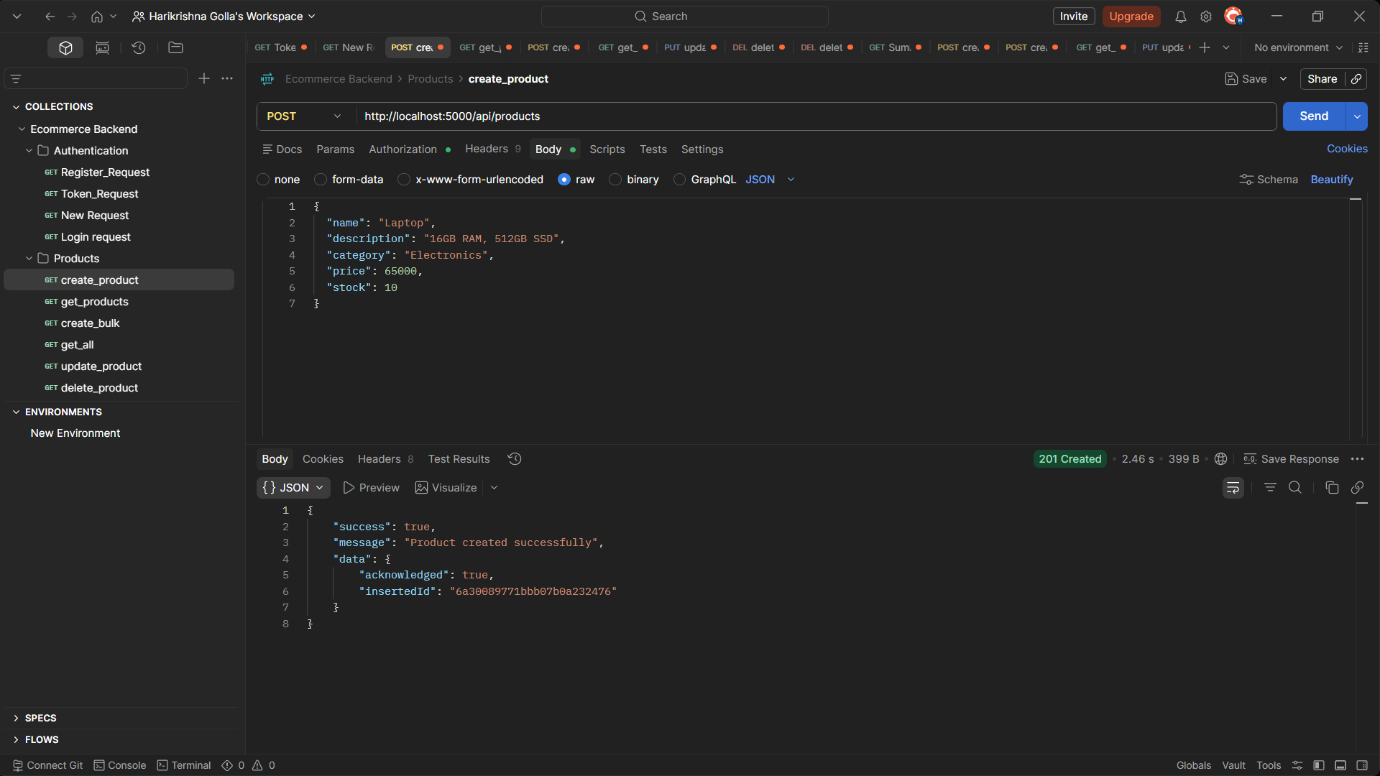 Harikrishna Golla's Workspace
Search
Invite
Upgrade
GET Toke
GET New R
POST crea
GET get_p
POST crea
GET get_
PUT upda
DEL delet
DEL delet
GET Sum
POST crea
POST crea
GET get_
PUT upda
No environment
Ecommerce Backend > Products > create_product
Save
Share
COLLECTIONS
Ecommerce Backend
Authentication
GET Register_Request
GET Token_Request
GET New Request
GET Login request
Products
GET create_product
GET get_products
GET create_bulk
GET get_all
GET update_product
GET delete_product
ENVIRONMENTS
New Environment
SPECS
FLOWS
HTTP
POST http://localhost:5000/api/products
Send
Docs Params Authorization Headers 9 Body Scripts Tests Settings
Cookies
none form-data x-www-form-urlencoded raw binary GraphQL JSON
Schema Beautify
1 {
2 "name": "Laptop",
3 "description": "16GB RAM, 512GB SSD",
4 "category": "Electronics",
5 "price": 65000,
6 "stock": 10
7 }
Body Cookies Headers 8 Test Results
201 Created • 2.46 s • 399 B
e.g. Save Response
{} JSON Preview Visualize
1 {
2 "success": true,
3 "message": "Product created successfully",
4 "data": {
5 "acknowledged": true,
6 "insertedId": "6a30089771bbb07b0a232476"
7 }
8 }
Connect Git Console Terminal 0 0
Globals Vault Tools